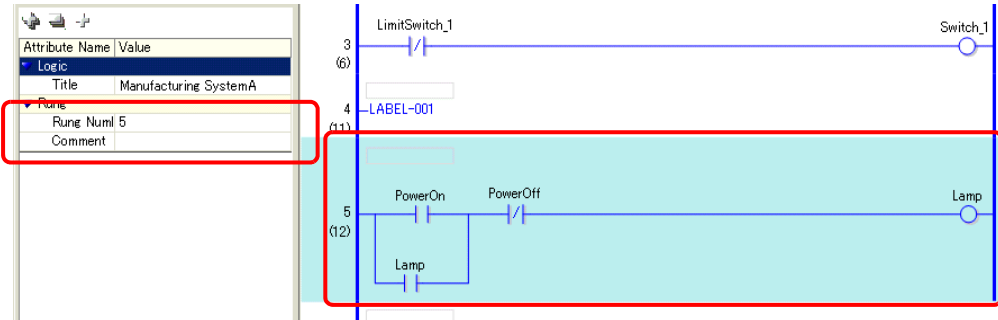 Attribute Name Value
Logic
Title Manufacturing SystemA
Rung
Rung Numl 5
Comment
LimitSwitch_1 Switch_1
3
(6)
4 LABEL-001
(11)
PowerOn PowerOff Lamp
5
(12)
Lamp